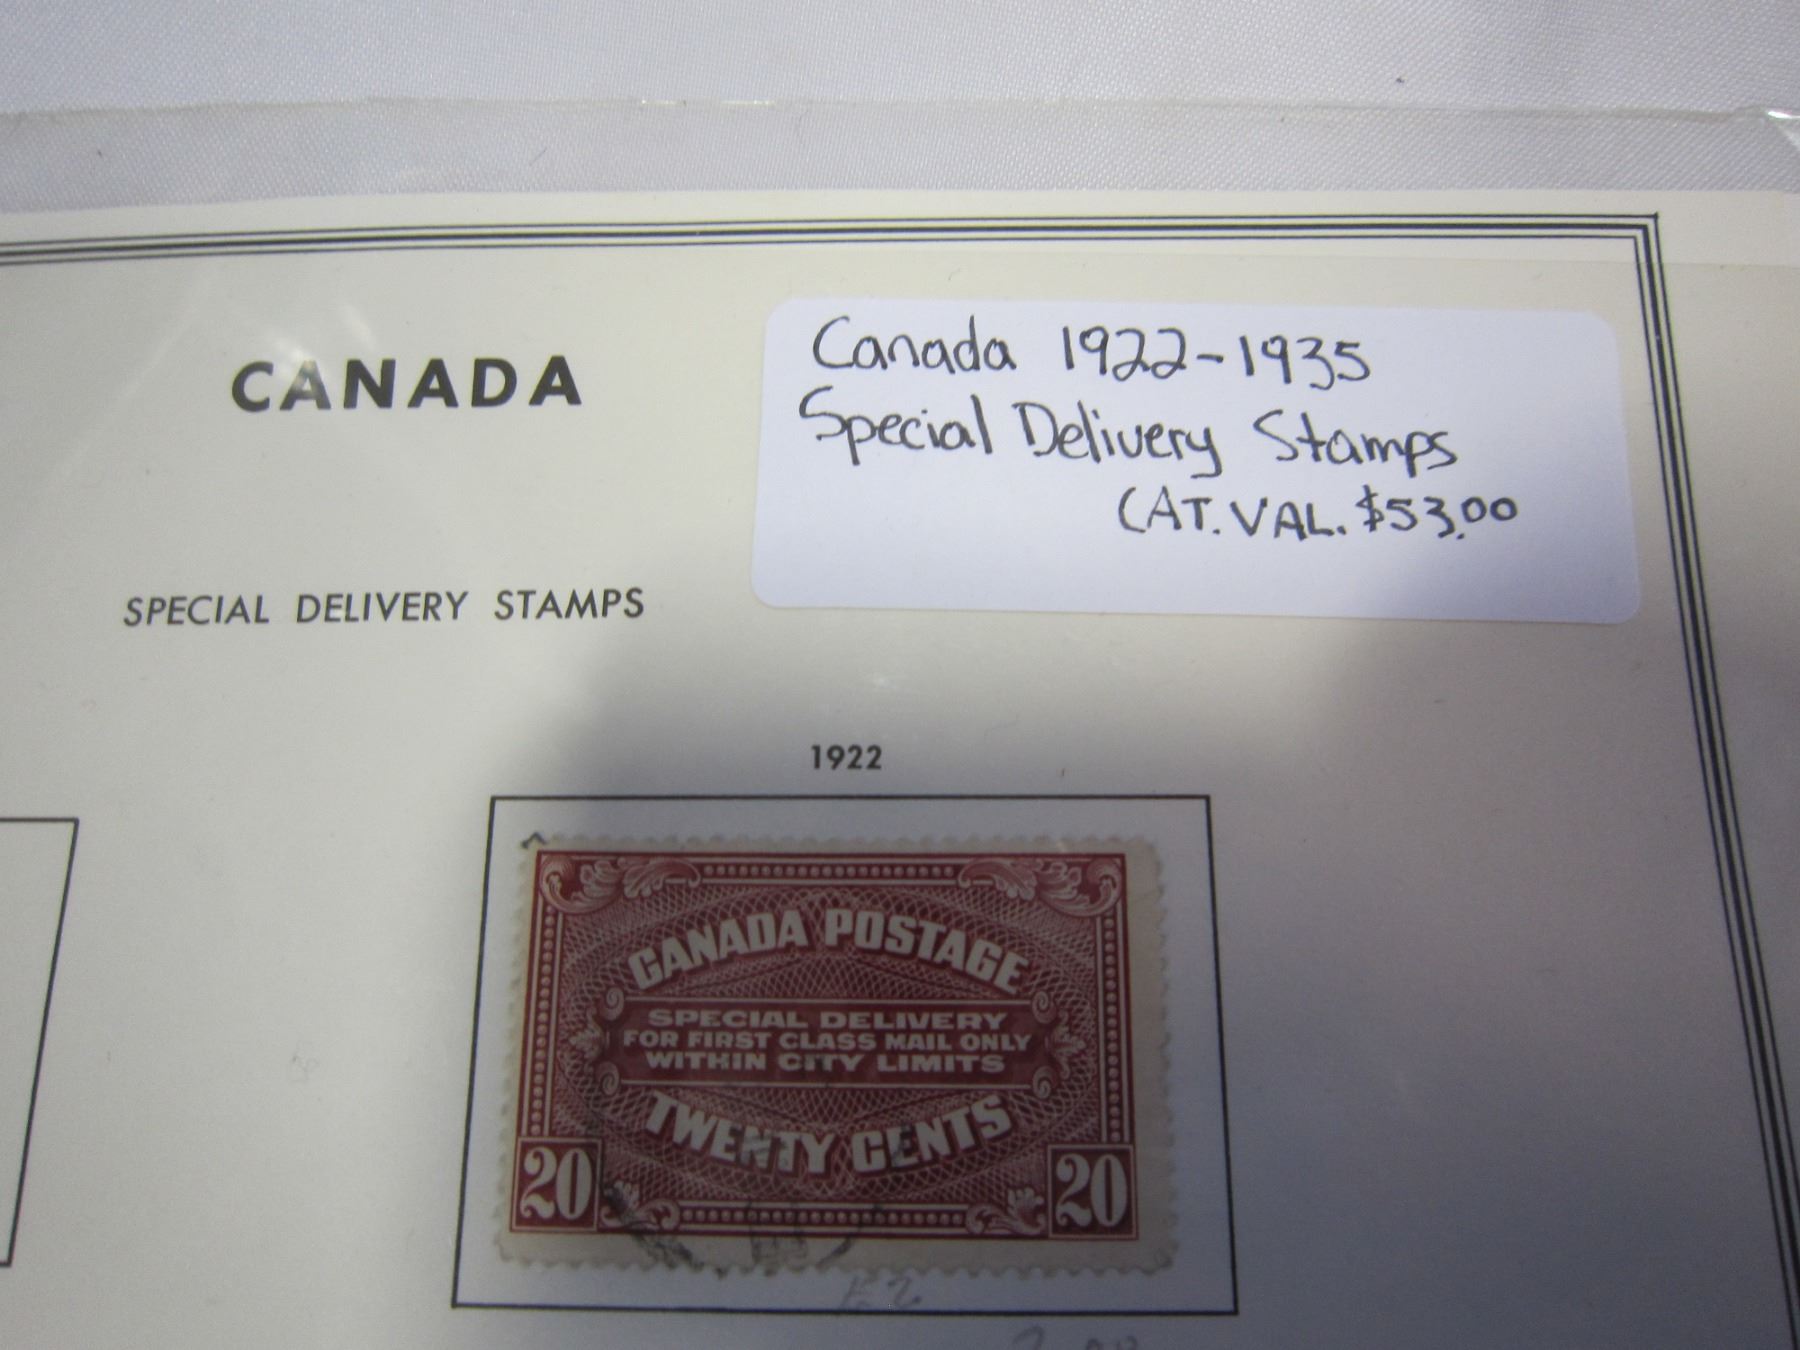 CANADA
Canada 1922-1935
Special Delivery Stamps
CAT. VAL. $53.00
SPECIAL DELIVERY STAMPS
1922
CANADA POSTAGE
SPECIAL DELIVERY
FOR FIRST CLASS MAIL ONLY
WITHIN CITY LIMITS
TWENTY CENTS
20 20
E2